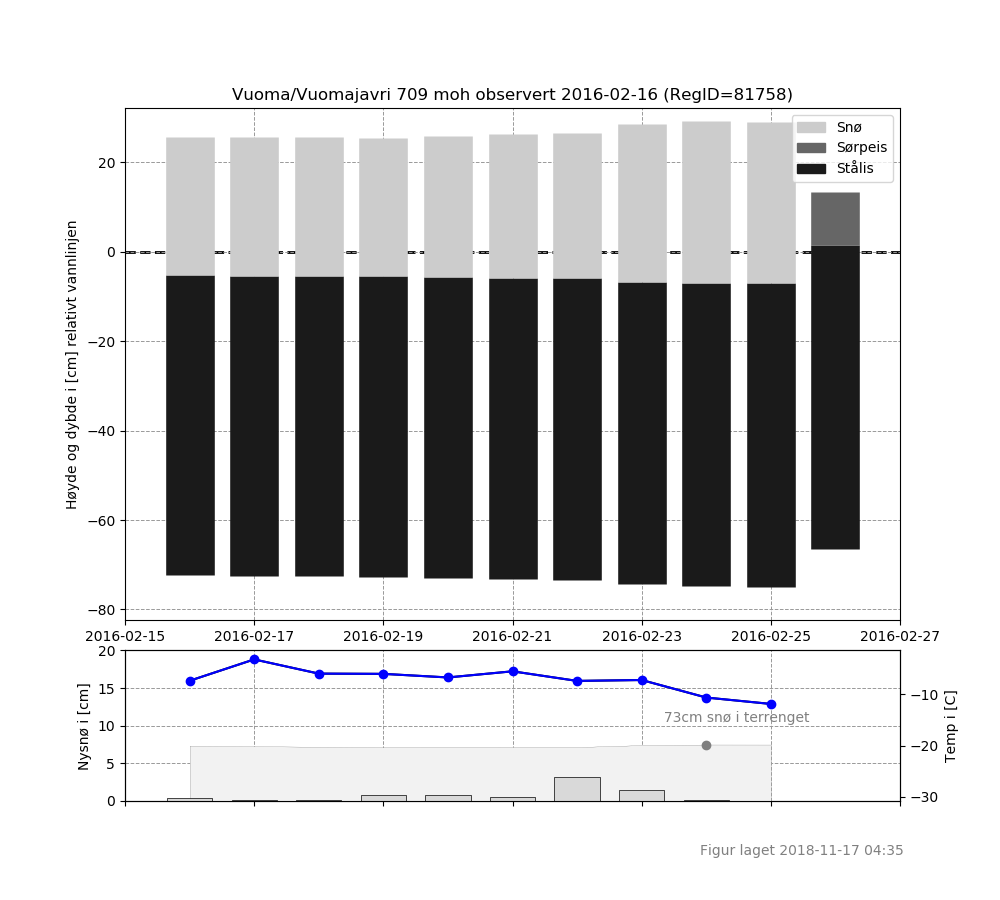 Vuoma/Vuomajavri 709 moh observert 2016-02-16 (RegID=81758)
Snø
Sørpeis
Stålis
Høyde og dybde i [cm] relativt vannlinjen
20
0
−20
−40
−60
−80
2016-02-15 2016-02-17 2016-02-19 2016-02-21 2016-02-23 2016-02-25 2016-02-27
Nysnø i [cm]
20
15
10
5
0
73cm snø i terrenget
−10
−20
−30
Temp i [C]
Figur laget 2018-11-17 04:35